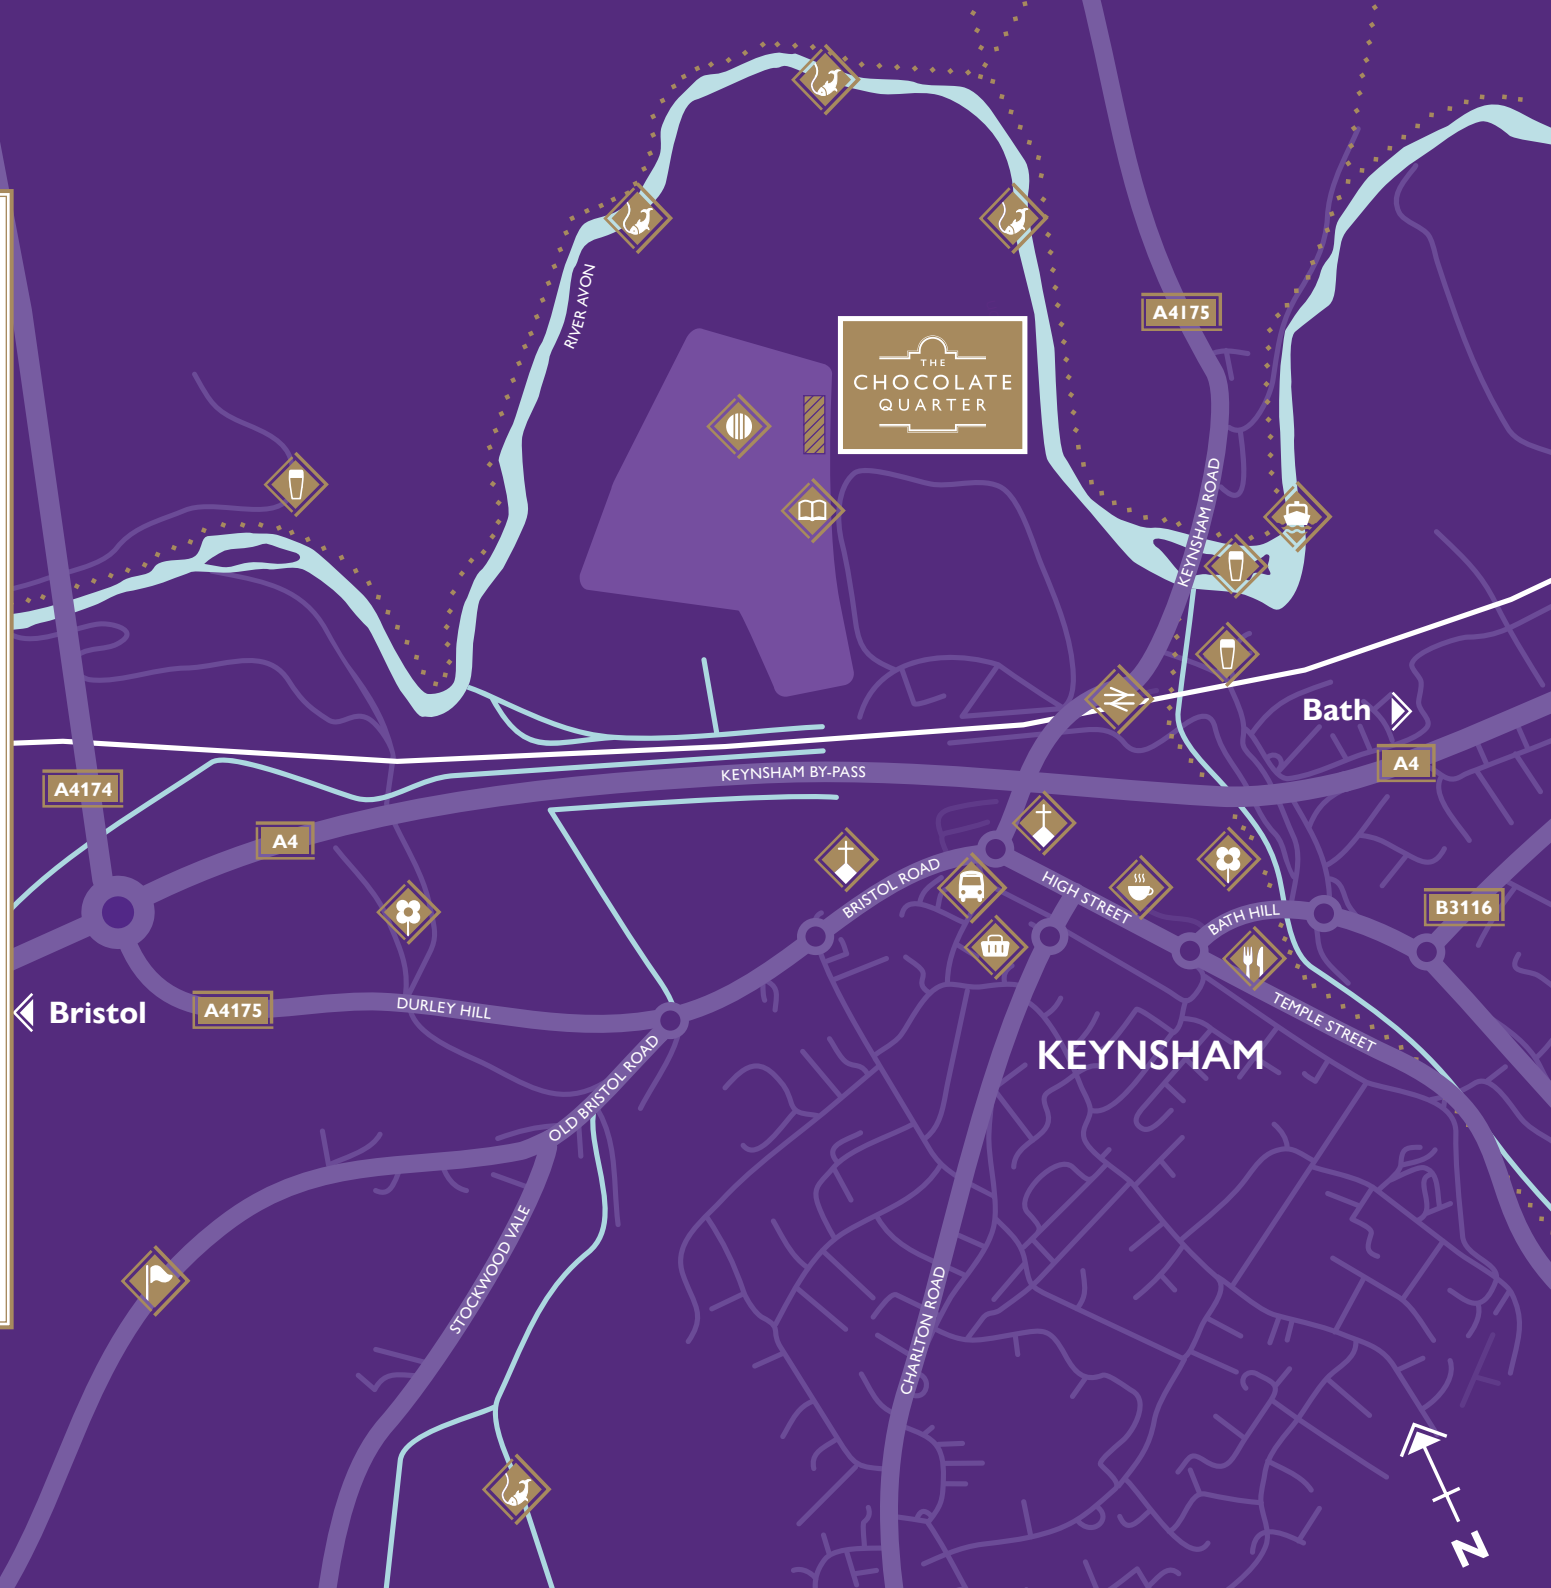 RIVER AVON
A4175
THE
CHOCOLATE
QUARTER
KEYNSHAM ROAD
Bath
A4
A4174
KEYNSHAM BY-PASS
A4
BRISTOL ROAD
HIGH STREET
BATH HILL
B3116
Bristol
A4175
DURLEY HILL
TEMPLE STREET
KEYNSHAM
OLD BRISTOL ROAD
STOCKWOOD VALE
CHARLTON ROAD
N